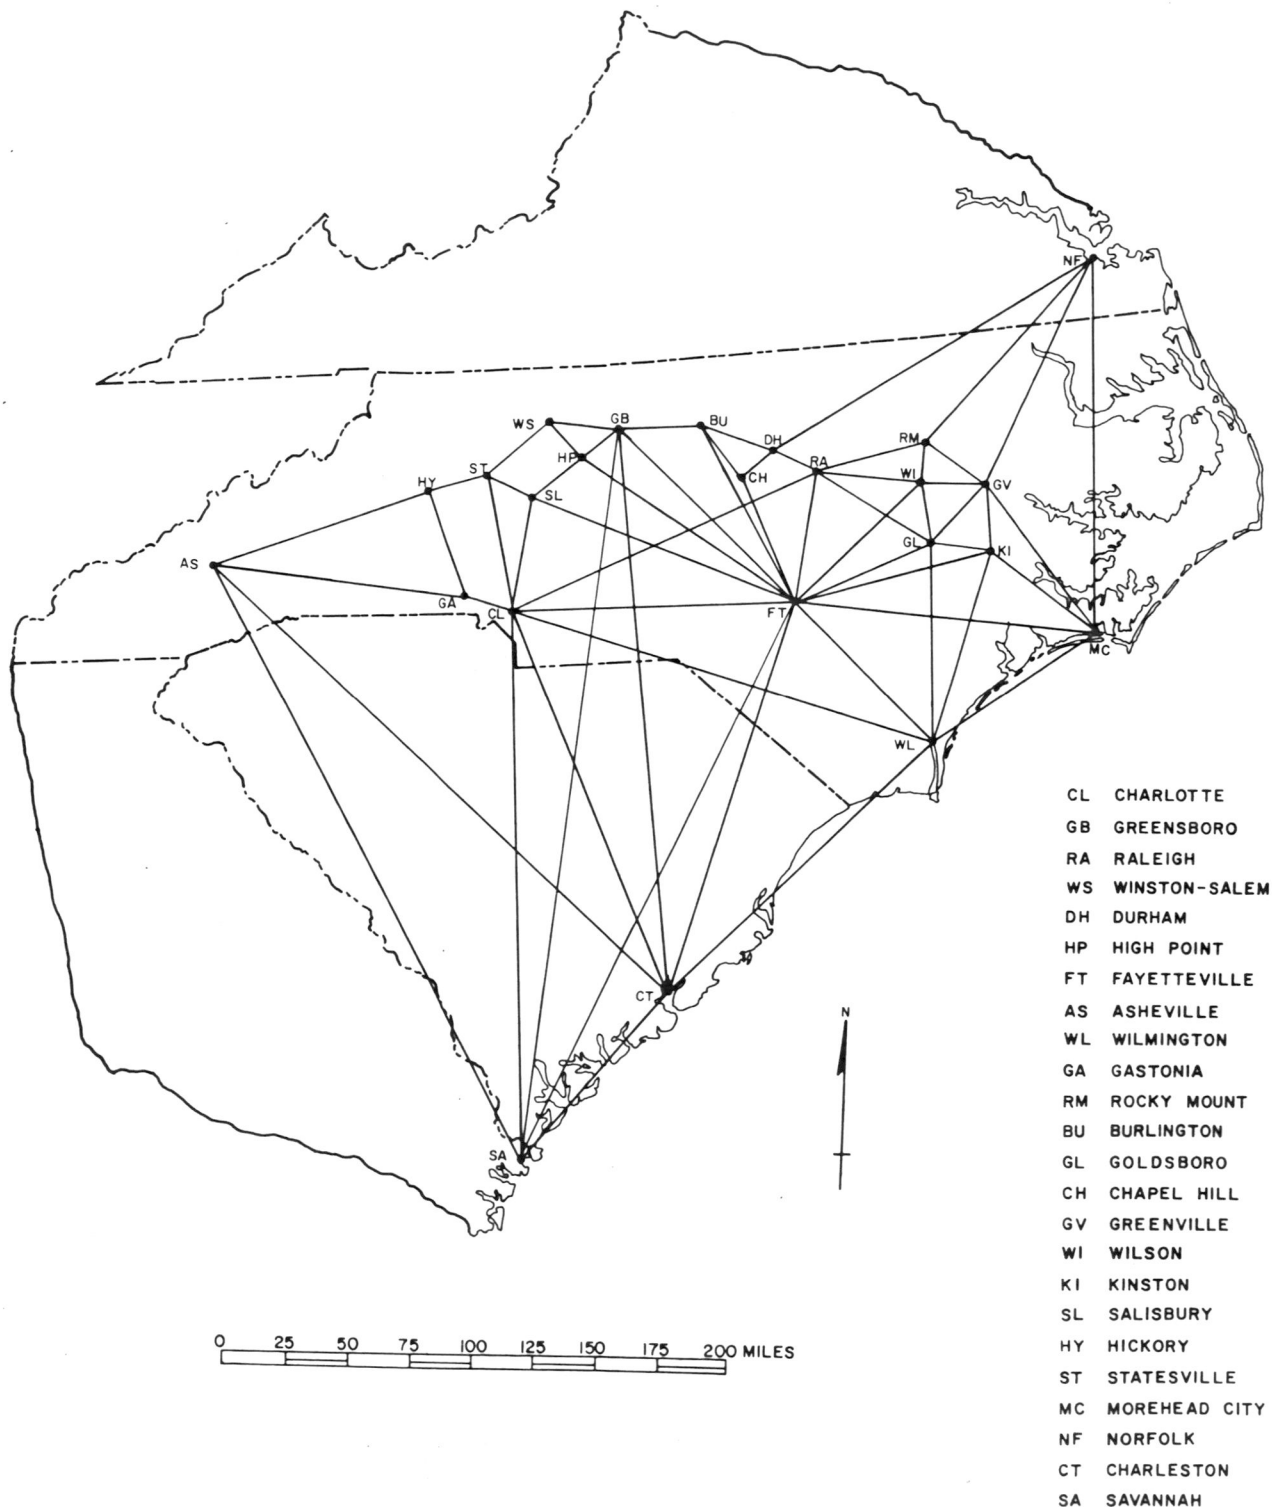 NF
WS
GB
BU
DH
RM
HP
RA
ST
CH
WI
HY
SL
GV
GL
KI
AS
GA
CL
FT
MC
WL
CT
N
SA
CL CHARLOTTE
GB GREENSBORO
RA RALEIGH
WS WINSTON-SALEM
DH DURHAM
HP HIGH POINT
FT FAYETTEVILLE
AS ASHEVILLE
WL WILMINGTON
GA GASTONIA
RM ROCKY MOUNT
BU BURLINGTON
GL GOLDSBORO
CH CHAPEL HILL
GV GREENVILLE
WI WILSON
KI KINSTON
SL SALISBURY
HY HICKORY
ST STATESVILLE
MC MOREHEAD CITY
NF NORFOLK
CT CHARLESTON
SA SAVANNAH
0 25 50 75 100 125 150 175 200 MILES